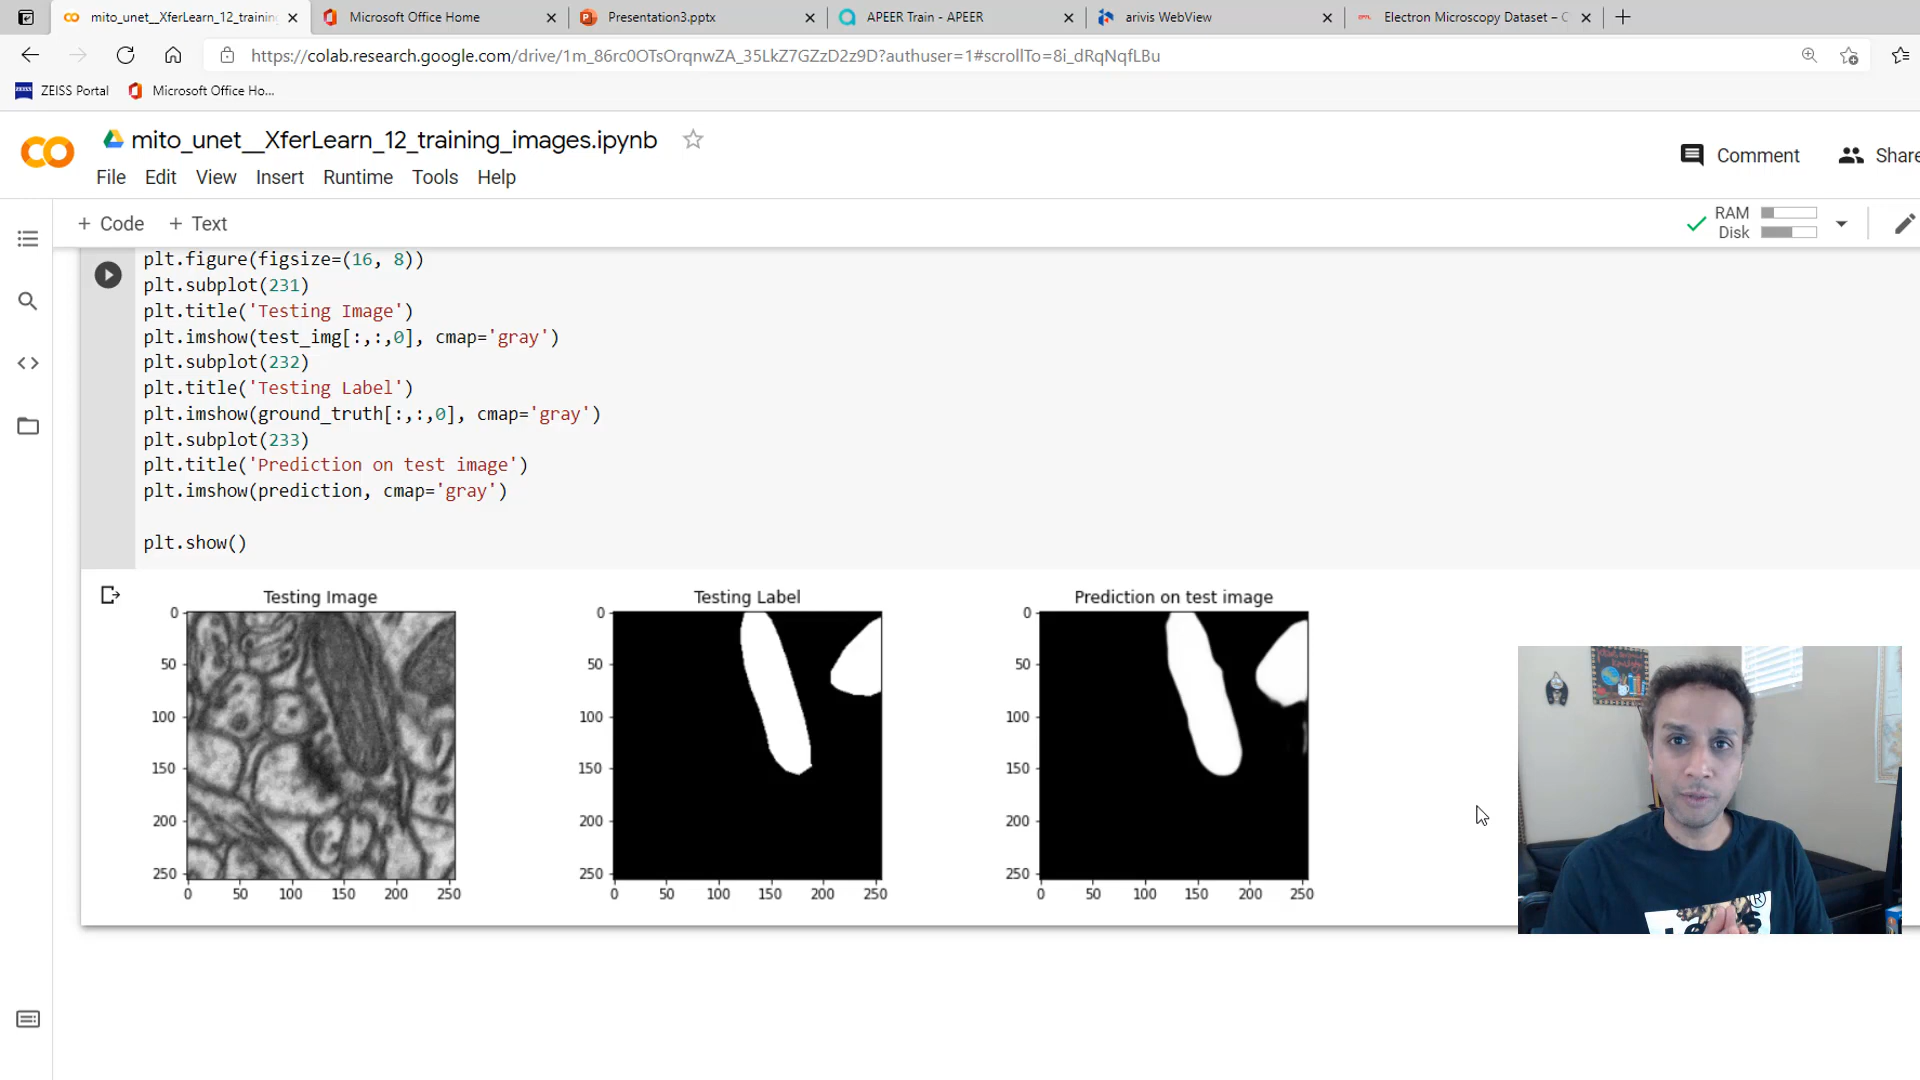 mito_unet__XferLearn_12_trainin
Microsoft Office Home
Presentation3.pptx
APEER Train - APEER
arivis WebView
Electron Microscopy Dataset – C
https://colab.research.google.com/drive/1m_86rc0OTsOrqnwZA_35LkZ7GZzD2z9D?authuser=1#scrollTo=8i_dRqNqfLBu
ZEISS Portal
Microsoft Office Ho...
mito_unet__XferLearn_12_training_images.ipynb
Comment
Share
File Edit View Insert Runtime Tools Help
+ Code + Text
RAM
Disk
plt.figure(figsize=(16, 8))
plt.subplot(231)
plt.title('Testing Image')
plt.imshow(test_img[:,:,0], cmap='gray')
plt.subplot(232)
plt.title('Testing Label')
plt.imshow(ground_truth[:,:,0], cmap='gray')
plt.subplot(233)
plt.title('Prediction on test image')
plt.imshow(prediction, cmap='gray')
plt.show()
Testing Image
0
50
100
150
200
250
0 50 100 150 200 250
Testing Label
0
50
100
150
200
250
0 50 100 150 200 250
Prediction on test image
0
50
100
150
200
250
0 50 100 150 200 250